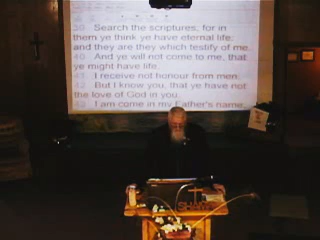 39 Search the scriptures; for in
them ye think ye have eternal life:
and they are they which testify of me.
40 And ye will not come to me, that
ye might have life.
41 I receive not honour from men.
42 But I know you, that ye have not
the love of God in you.
43 I am come in my Father's name,